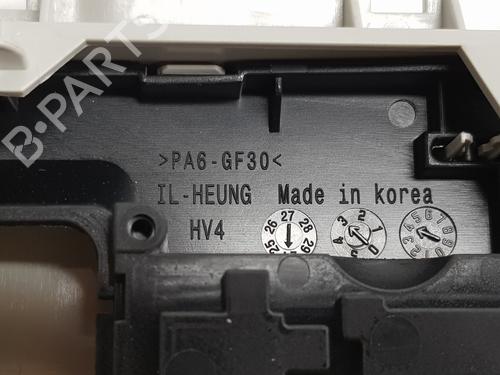 B-PARTS
>PA6-GF30<
IL-HEUNG Made in korea
HV4